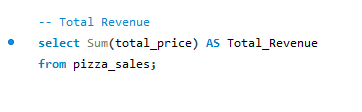 -- Total Revenue
select Sum(total_price) AS Total_Revenue
from pizza_sales;